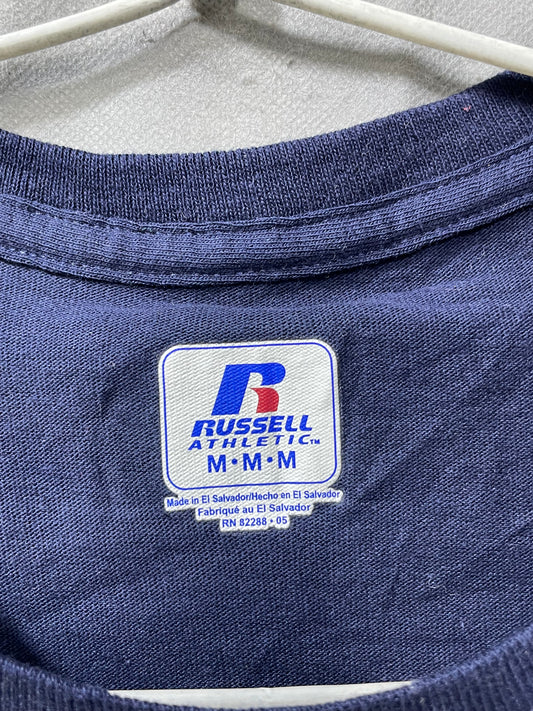 R
RUSSELL
ATHLETIC™
M•M•M
Made in El Salvador/Hecho en El Salvador
Fabriqué au El Salvador
RN 82288 • 05